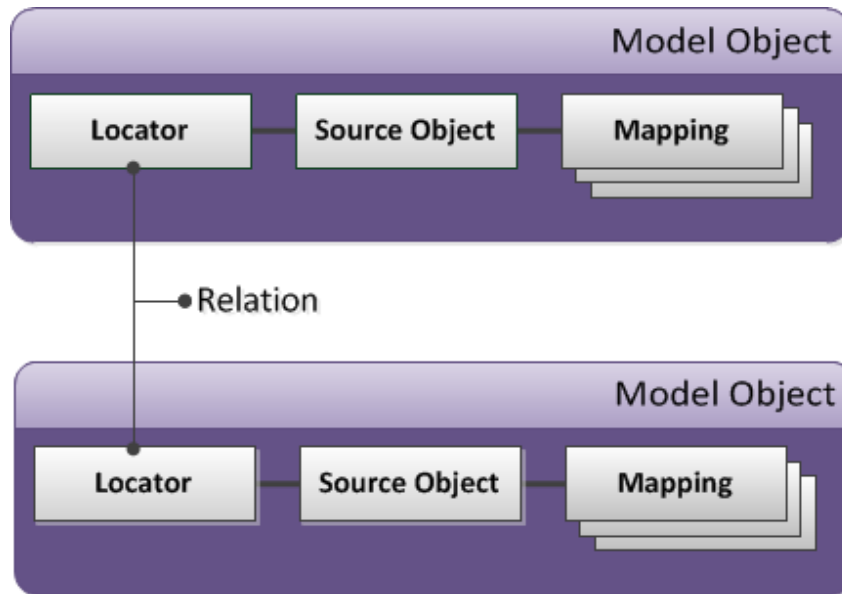 Model Object
Locator
Source Object
Mapping
Relation
Model Object
Locator
Source Object
Mapping